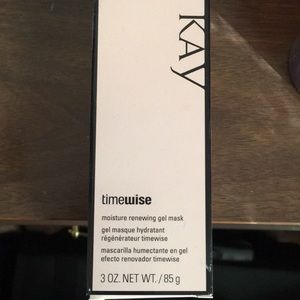 KAY
timewise
moisture renewing gel mask
gel masque hydratant
régénérateur timewise
mascarilla humectante en gel
efecto renovador timewise
3 OZ. NET WT. / 85 g